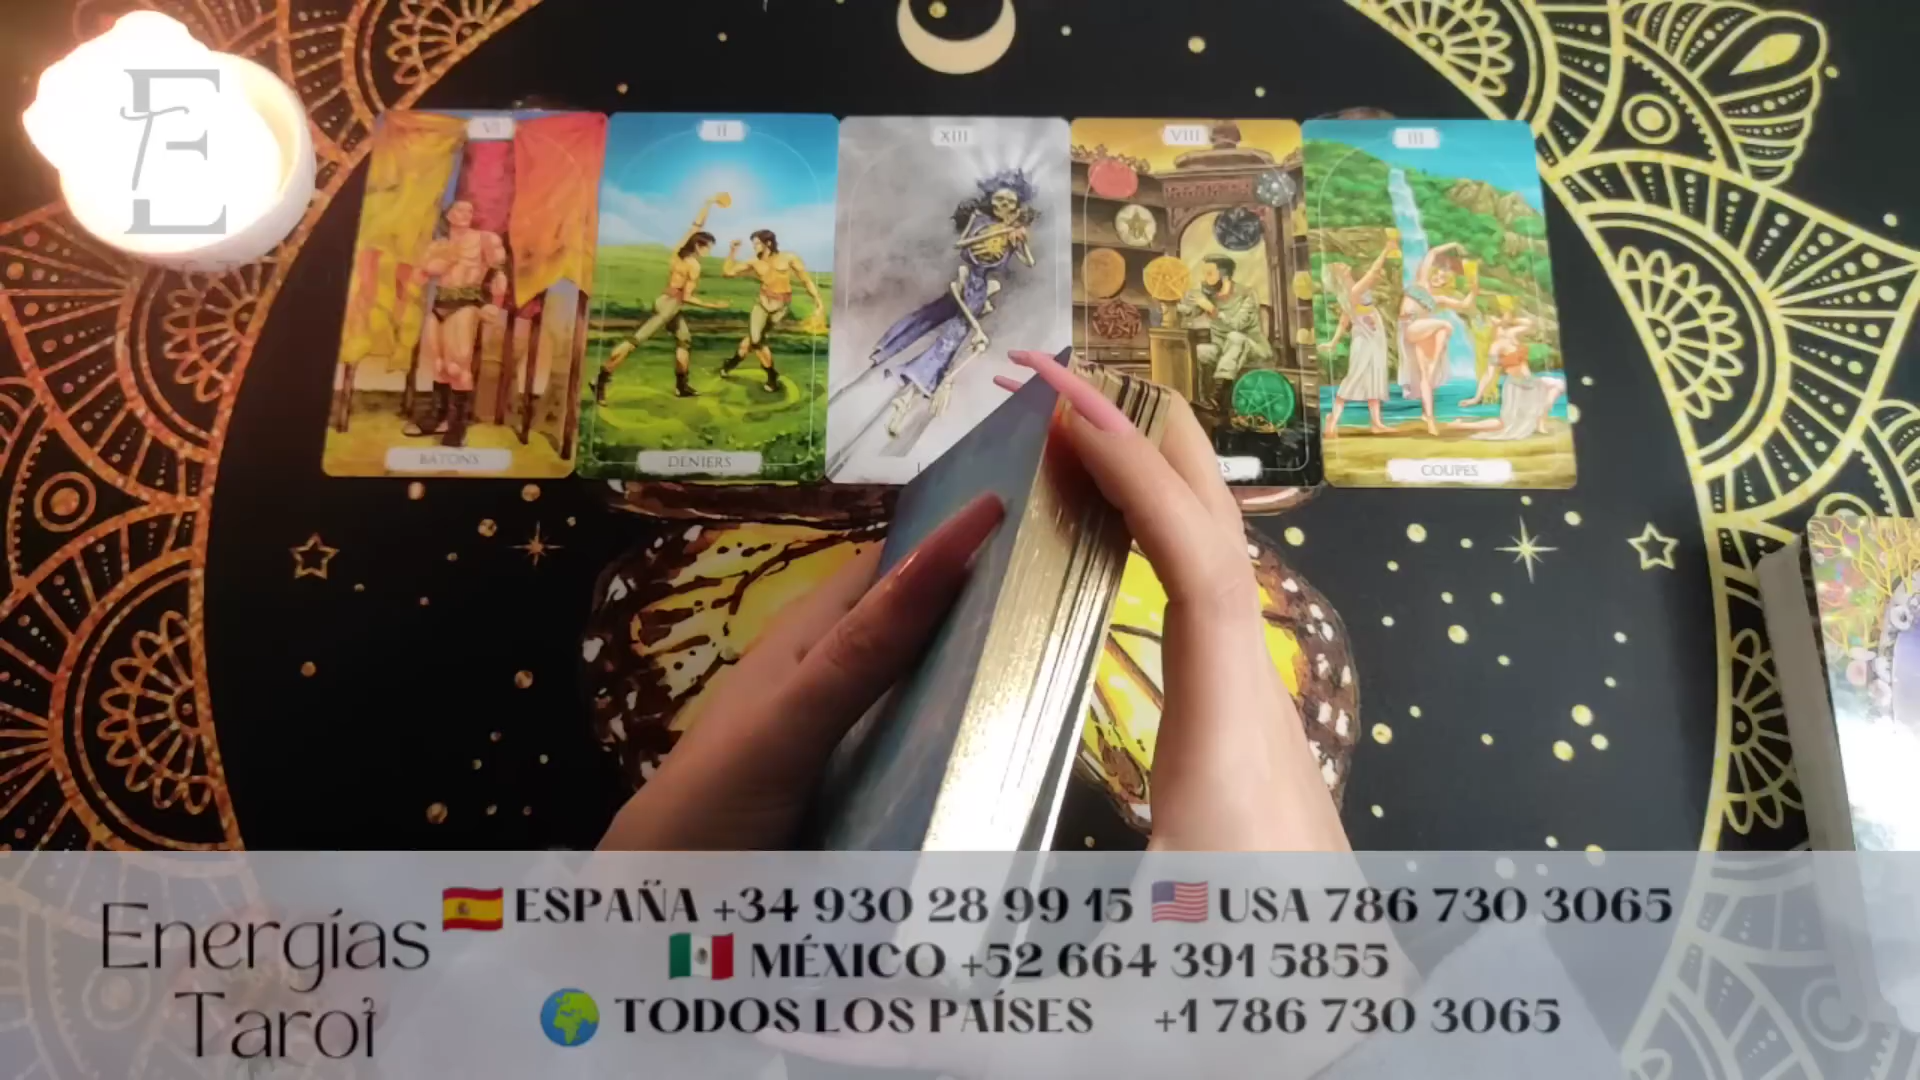 E
T
VI
II
XIII
VIII
III
BATONS
DENIERS
COUPES
Energías
Tarot
ESPAÑA +34 930 28 99 15 USA 786 730 3065
MÉXICO +52 664 391 5855
TODOS LOS PAÍSES +1 786 730 3065